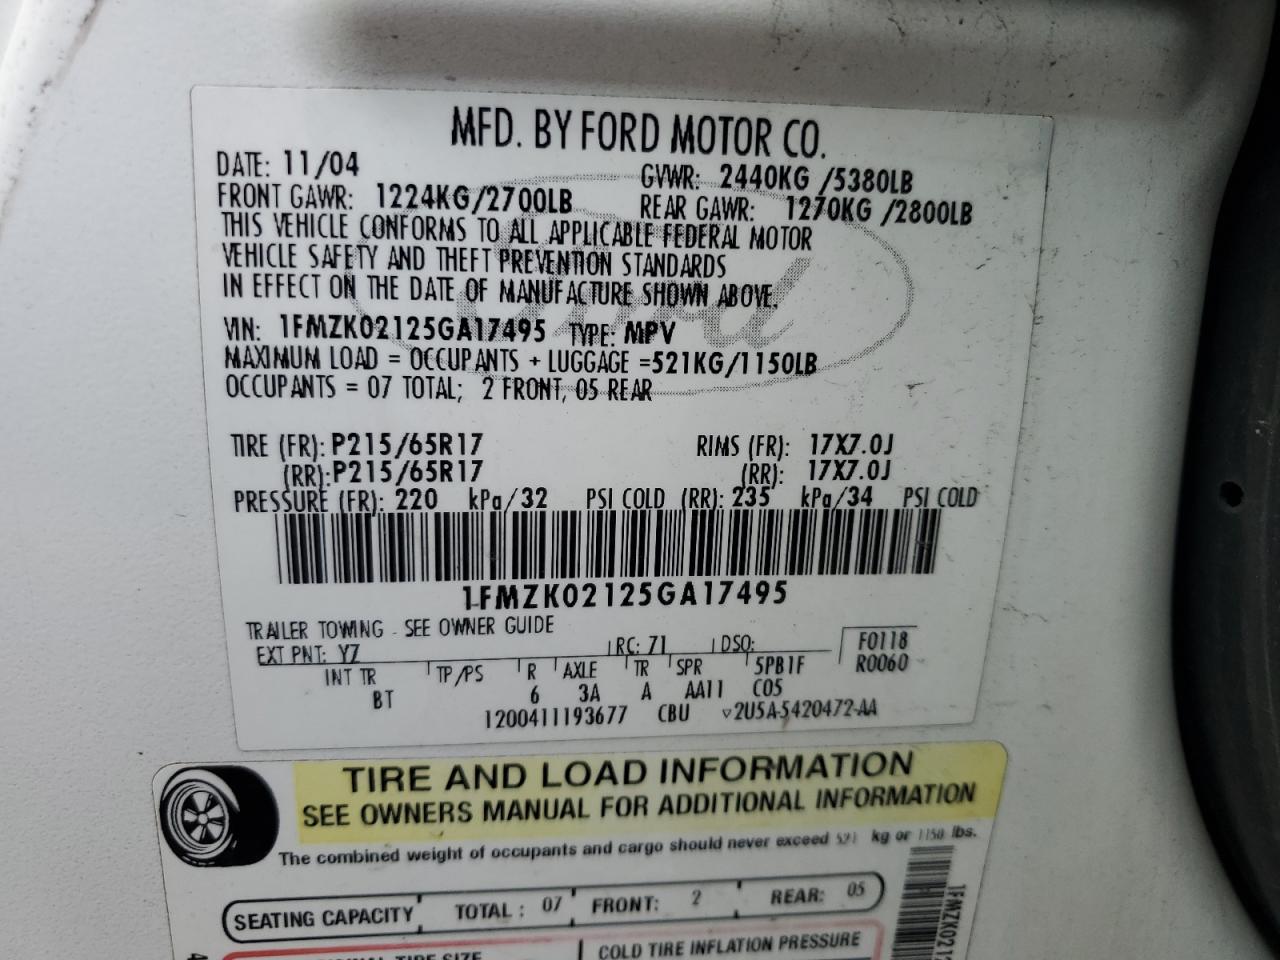 MFD. BY FORD MOTOR CO.
DATE: 11/04 GVWR: 2440KG /5380LB
FRONT GAWR: 1224KG/2700LB REAR GAWR: 1270KG /2800LB
THIS VEHICLE CONFORMS TO ALL APPLICABLE FEDERAL MOTOR
VEHICLE SAFETY AND THEFT PREVENTION STANDARDS
IN EFFECT ON THE DATE OF MANUFACTURE SHOWN ABOVE.
Ford
VIN: 1FMZK02125GA17495 TYPE: MPV
MAXIMUM LOAD = OCCUPANTS + LUGGAGE =521KG/1150LB
OCCUPANTS = 07 TOTAL; 2 FRONT, 05 REAR
TIRE (FR): P215/65R17 RIMS (FR): 17X7.0J
(RR): P215/65R17 (RR): 17X7.0J
PRESSURE (FR): 220 kPa/32 PSI COLD (RR): 235 kPa/34 PSI COLD
1FMZK02125GA17495
TRAILER TOWING - SEE OWNER GUIDE
EXT PNT: YZ RC: 71 DSO: F0118
R0060
INT TR TP/PS R AXLE TR SPR 5PB1F
BT 6 3A A AA11 C05
1200411193677 CBU ▽2U5A-5420472-AA
TIRE AND LOAD INFORMATION
SEE OWNERS MANUAL FOR ADDITIONAL INFORMATION
The combined weight of occupants and cargo should never exceed 521 kg or 1150 lbs.
SEATING CAPACITY TOTAL: 07 FRONT: 2 REAR: 05
TIRE SIZE COLD TIRE INFLATION PRESSURE
1FMZK021